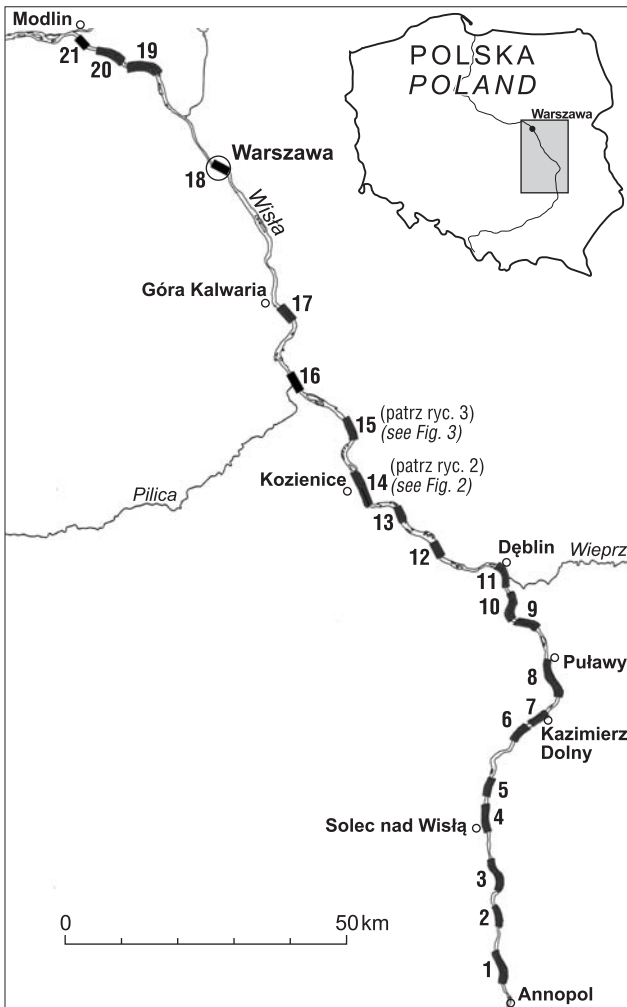 Modlin
21
20
19
POLSKA
POLAND
Warszawa
Warszawa
18
Wisła
Góra Kalwaria
17
16
15
(patrz ryc. 3)
(see Fig. 3)
Kozienice
14
(patrz ryc. 2)
(see Fig. 2)
Pilica
13
12
Dęblin
Wieprz
11
10
9
Puławy
8
7
6
Kazimierz
Dolny
5
4
Solec nad Wisłą
3
2
0
50 km
1
Annopol